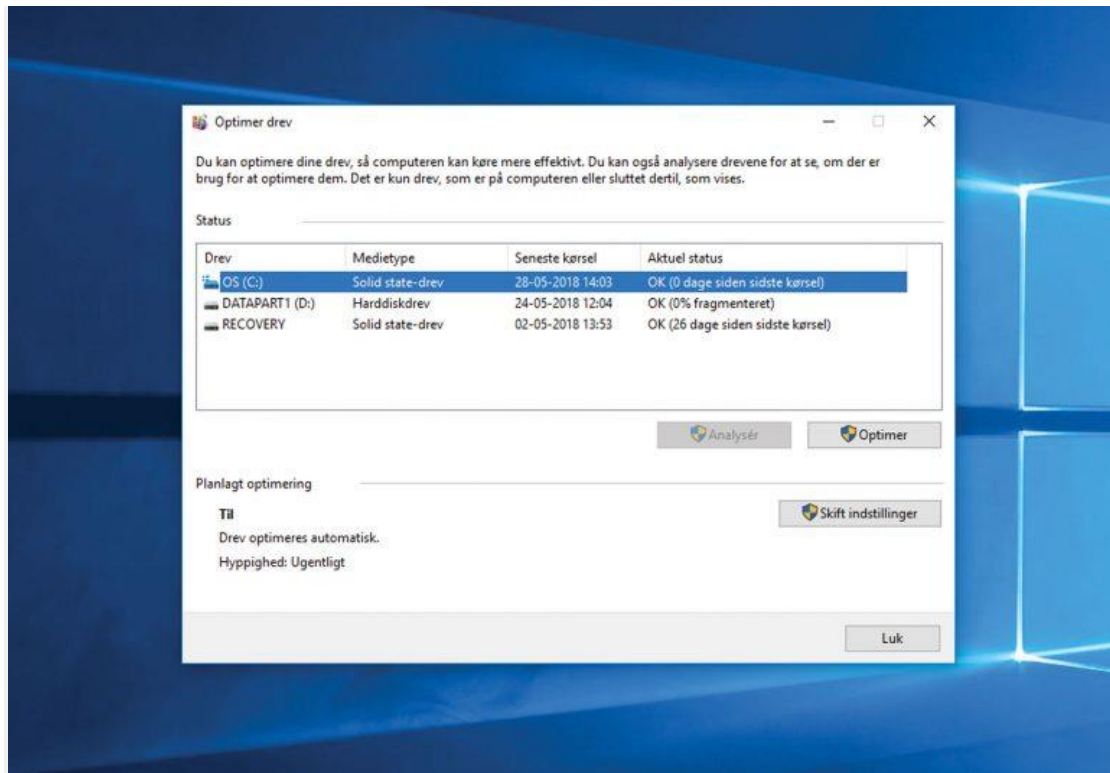 Optimer drev
Du kan optimere dine drev, så computeren kan køre mere effektivt. Du kan også analysere drevene for at se, om der er
brug for at optimere dem. Det er kun drev, som er på computeren eller sluttet dertil, som vises.
Status
Drev Medietype Seneste kørsel Aktuel status
OS (C:) Solid state-drev 28-05-2018 14:03 OK (0 dage siden sidste kørsel)
DATAPART1 (D:) Harddiskdrev 24-05-2018 12:04 OK (0% fragmenteret)
RECOVERY Solid state-drev 02-05-2018 13:53 OK (26 dage siden sidste kørsel)
Analysér Optimer
Planlagt optimering
Til Skift indstillinger
Drev optimeres automatisk.
Hyppighed: Ugentligt
Luk